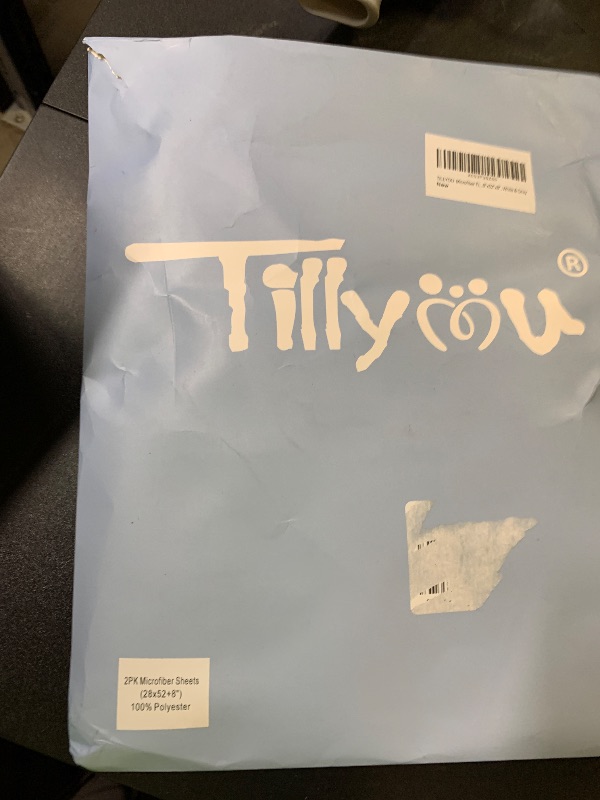 Tillyou®
New
2PK Microfiber Sheets
(28x52+8")
100% Polyester